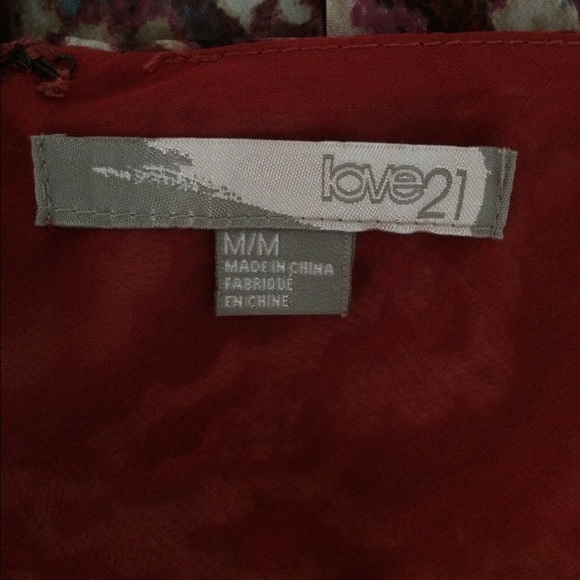 love21
M/M
MADE IN CHINA
FABRIQUÉ
EN CHINE